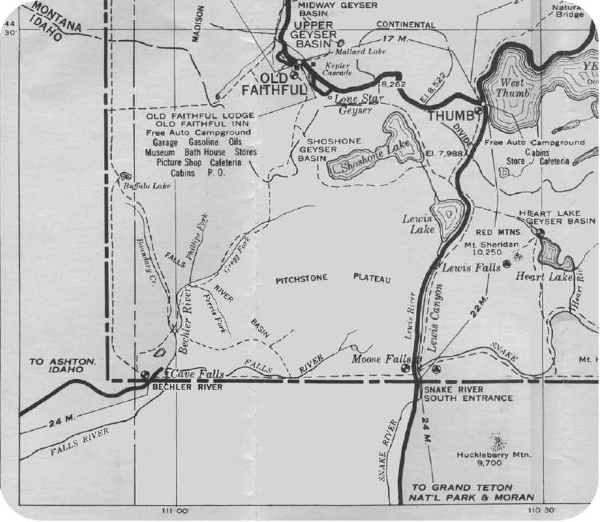 MONTANA
IDAHO
44
30'
MADISON
MIDWAY GEYSER
BASIN
UPPER
GEYSER
BASIN
Mallard Lake
Kepler
Cascade
CONTINENTAL
17 M.
Natural
Bridge
OLD
FAITHFUL
8,262
El. 8,522
West
Thumb
Lone Star
Geyser
THUMB
DIVIDE
OLD FAITHFUL LODGE
OLD FAITHFUL INN
Free Auto Campground
Garage Gasoline Oils
Museum Bath House Stores
Picture Shop Cafeteria
Cabins P.O.
SHOSHONE
GEYSER
BASIN
Shoshone Lake
El. 7,988
Free Auto Campground
Cabins
Store Cafeteria
Buffalo Lake
Lewis
Lake
HEART LAKE
GEYSER BASIN
RED MTNS.
Mt. Sheridan
10,250
Lewis Falls
Heart Lake
Heart Riv
Boundary Cr.
FALLS
Phillips Fork
Gregg Fork
Ferris Fork
RIVER
BASIN
Bechler River
PITCHSTONE PLATEAU
Lewis River
Lewis Canyon
22 M.
TO ASHTON,
IDAHO
Cave Falls
FALLS RIVER
Moose Falls
SNAKE
Mt. H
BECHLER RIVER
SNAKE RIVER
SOUTH ENTRANCE
24 M.
FALLS RIVER
SNAKE RIVER
24 M.
Huckleberry Mtn.
9,700
TO GRAND TETON
NAT'L PARK & MORAN
111°00'
110°30'